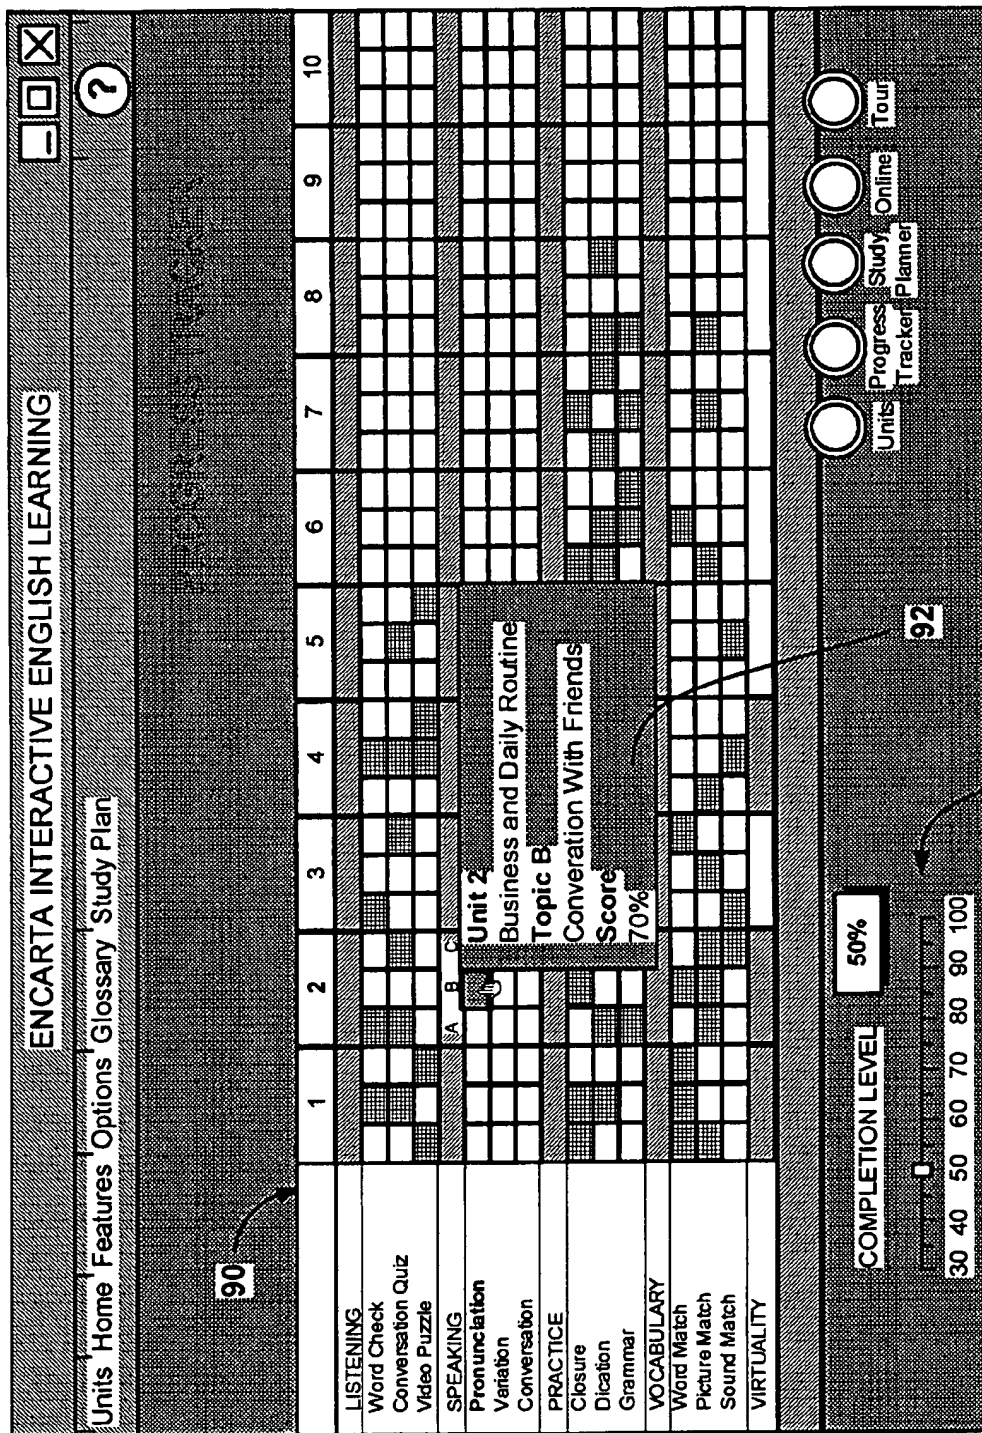 ENCARTA INTERACTIVE ENGLISH LEARNING
?
Units Home Features Options Glossary Study Plan
PROGRESS TRACKER
90
1 2 3 4 5 6 7 8 9 10
LISTENING
Word Check
Conversation Quiz
Video Puzzle
SPEAKING A B C
Pronunciation
Variation
Conversation
PRACTICE
Closure
Dication
Grammar
VOCABULARY
Word Match
Picture Match
Sound Match
VIRTUALITY
Unit 2
Business and Daily Routine
Topic B
Converation With Friends
Score
70%
92
COMPLETION LEVEL
50%
30 40 50 60 70 80 90 100
Units
Progress Tracker
Study Planner
Online
Tour